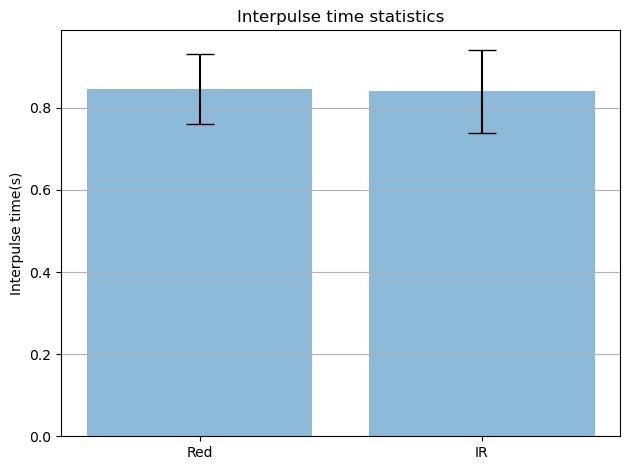 Interpulse time statistics
Interpulse time(s)
0.8
0.6
0.4
0.2
0.0
Red
IR